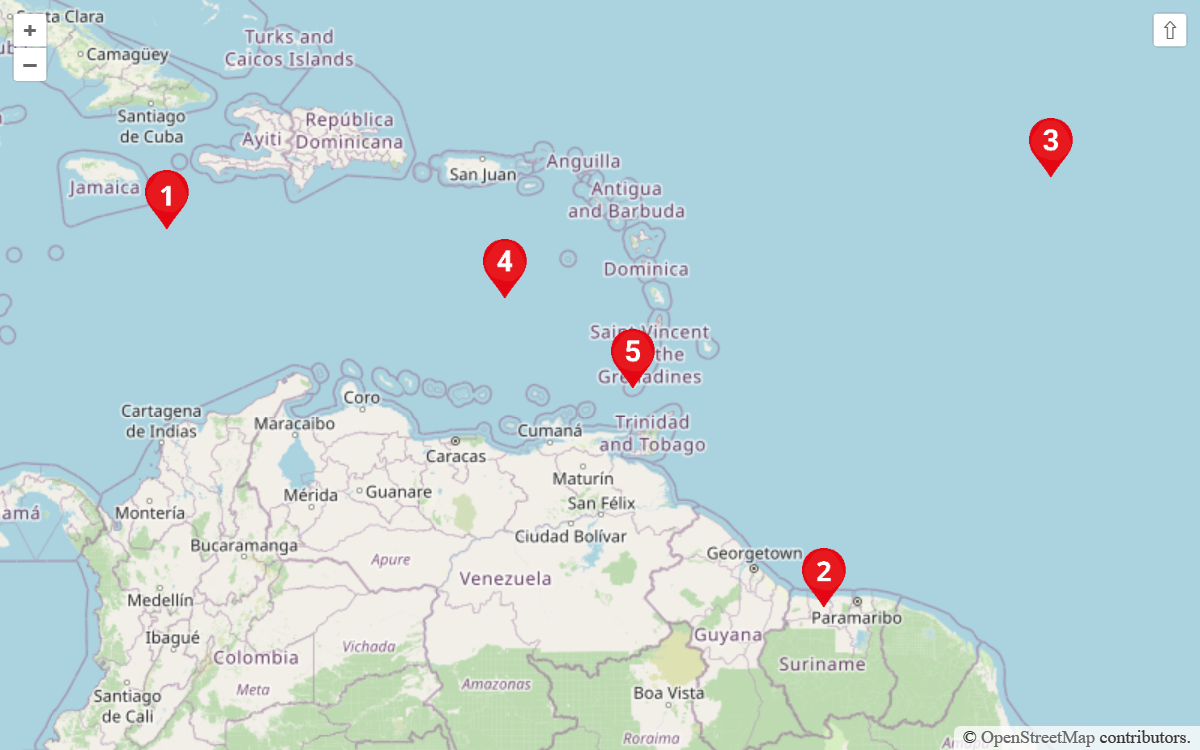 Santa Clara
+
⇧
Turks and
Caicos Islands
−
Camagüey
Santiago
de Cuba
República
Dominicana
Ayiti
3
Anguilla
San Juan
Jamaica
1
Antigua
and Barbuda
4
Dominica
Saint Vincent
5
the
Grenadines
Coro
Cartagena
de Indias
Maracaibo
Trinidad
and Tobago
Cumaná
Caracas
Maturín
Mérida
Guanare
San Félix
Montería
Ciudad Bolívar
Bucaramanga
Apure
Georgetown
2
Venezuela
Medellín
Paramaribo
Ibagué
Guyana
Vichada
Colombia
Suriname
Meta
Amazonas
Boa Vista
Santiago
de Cali
Roraima
© OpenStreetMap contributors.